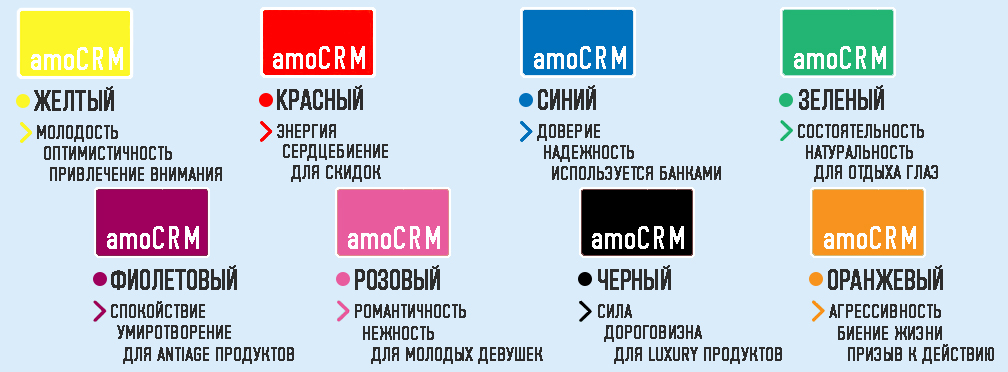 amoCRM
ЖЕЛТЫЙ
МОЛОДОСТЬ
ОПТИМИСТИЧНОСТЬ
ПРИВЛЕЧЕНИЕ ВНИМАНИЯ
amoCRM
КРАСНЫЙ
ЭНЕРГИЯ
СЕРДЦЕБИЕНИЕ
ДЛЯ СКИДОК
amoCRM
СИНИЙ
ДОВЕРИЕ
НАДЕЖНОСТЬ
ИСПОЛЬЗУЕТСЯ БАНКАМИ
amoCRM
ЗЕЛЕНЫЙ
СОСТОЯТЕЛЬНОСТЬ
НАТУРАЛЬНОСТЬ
ДЛЯ ОТДЫХА ГЛАЗ
amoCRM
ФИОЛЕТОВЫЙ
СПОКОЙСТВИЕ
УМИРОТВОРЕНИЕ
ДЛЯ ANTIAGE ПРОДУКТОВ
amoCRM
РОЗОВЫЙ
РОМАНТИЧНОСТЬ
НЕЖНОСТЬ
ДЛЯ МОЛОДЫХ ДЕВУШЕК
amoCRM
ЧЕРНЫЙ
СИЛА
ДОРОГОВИЗНА
ДЛЯ LUXURY ПРОДУКТОВ
amoCRM
ОРАНЖЕВЫЙ
АГРЕССИВНОСТЬ
БИЕНИЕ ЖИЗНИ
ПРИЗЫВ К ДЕЙСТВИЮ